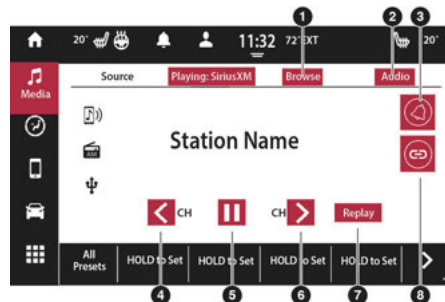 1 2 3
20° 11:32 72°EXT 20°
Media
Source Playing: SiriusXM Browse Audio
AM
Station Name
CH CH Replay
All Presets HOLD to Set HOLD to Set HOLD to Set HOLD to Set
4 5 6 7 8